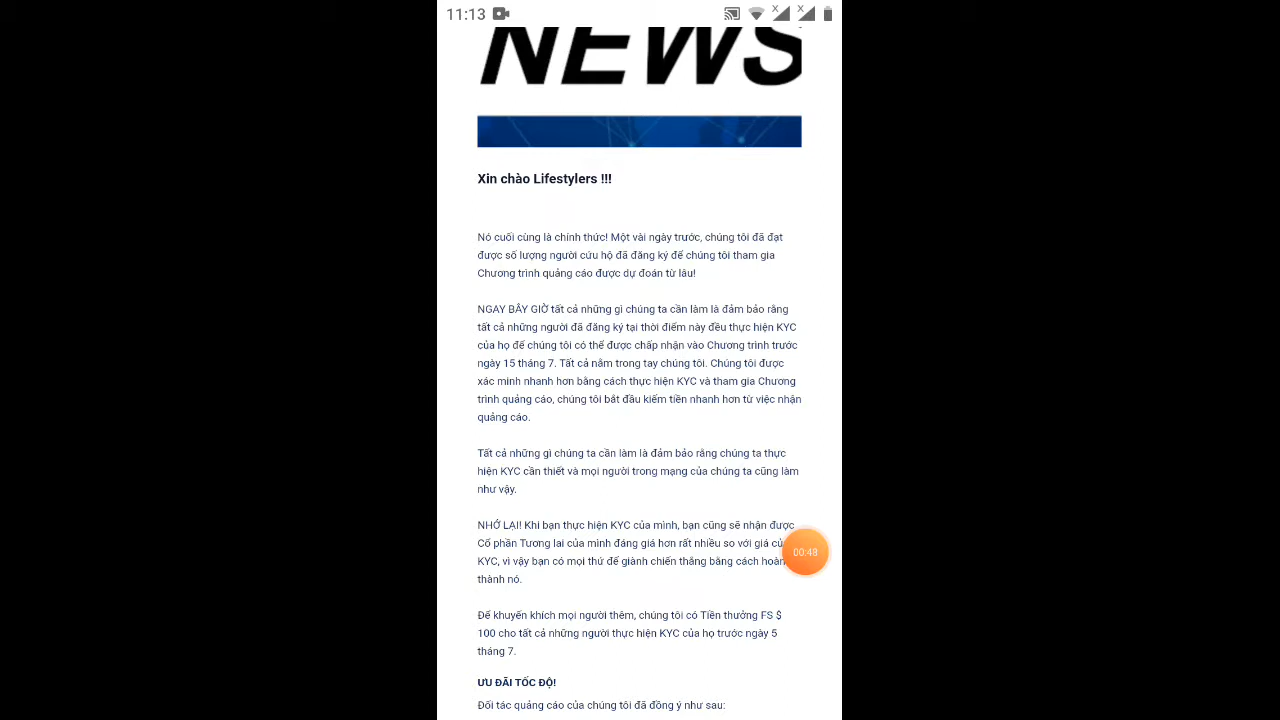 11:13
NEWS
Xin chào Lifestylers !!!
Nó cuối cùng là chính thức! Một vài ngày trước, chúng tôi đã đạt
được số lượng người cứu hộ đã đăng ký để chúng tôi tham gia
Chương trình quảng cáo được dự đoán từ lâu!
NGAY BÂY GIỜ tất cả những gì chúng ta cần làm là đảm bảo rằng
tất cả những người đã đăng ký tại thời điểm này đều thực hiện KYC
của họ để chúng tôi có thể được chấp nhận vào Chương trình trước
ngày 15 tháng 7. Tất cả nằm trong tay chúng tôi. Chúng tôi được
xác minh nhanh hơn bằng cách thực hiện KYC và tham gia Chương
trình quảng cáo, chúng tôi bắt đầu kiếm tiền nhanh hơn từ việc nhận
quảng cáo.
Tất cả những gì chúng ta cần làm là đảm bảo rằng chúng ta thực
hiện KYC cần thiết và mọi người trong mạng của chúng ta cũng làm
như vậy.
NHỚ LẠI! Khi bạn thực hiện KYC của mình, bạn cũng sẽ nhận được
Cổ phần Tương lai của mình đáng giá hơn rất nhiều so với giá
00:48
KYC, vì vậy bạn có mọi thứ để giành chiến thắng bằng cách hoàn
thành nó.
Để khuyến khích mọi người thêm, chúng tôi có Tiền thưởng FS $
100 cho tất cả những người thực hiện KYC của họ trước ngày 5
tháng 7.
ƯU ĐÃI TỐC ĐỘ!
Đối tác quảng cáo của chúng tôi đã đồng ý như sau: